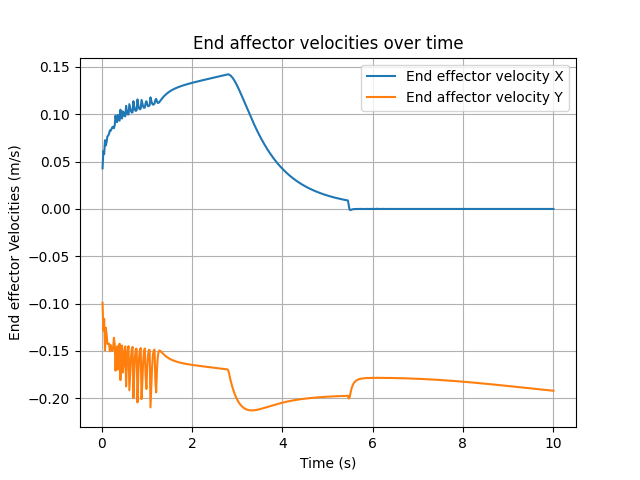 End affector velocities over time
End effector velocity X
End affector velocity Y
End effector Velocities (m/s)
0.15
0.10
0.05
0.00
−0.05
−0.10
−0.15
−0.20
0 2 4 6 8 10
Time (s)